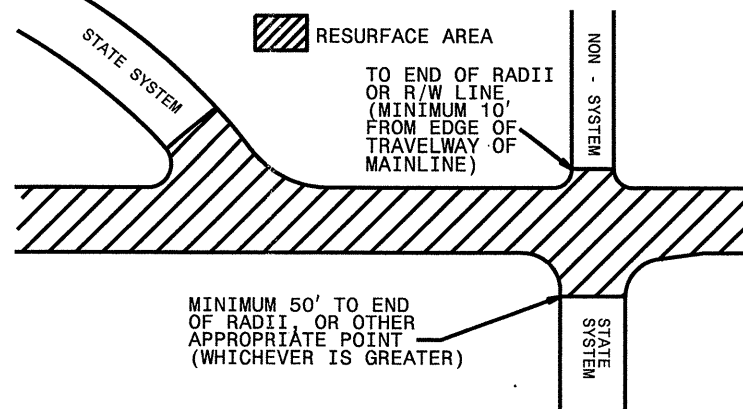 STATE SYSTEM
RESURFACE AREA
TO END OF RADII
OR R/W LINE
(MINIMUM 10'
FROM EDGE OF
TRAVELWAY OF
MAINLINE)
NON - SYSTEM
MINIMUM 50' TO END
OF RADII, OR OTHER
APPROPRIATE POINT
(WHICHEVER IS GREATER)
STATE
SYSTEM